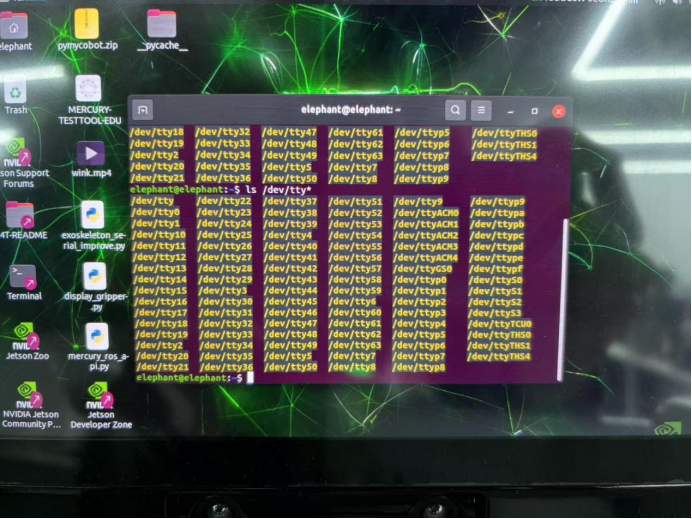 elephant
pymycobot.zip
__pycache__
Trash
MERCURY-
TESTTOOL-EDU
tson Support
Forums
wink.mp4
4T-README
exoskeleton_se
rial_improve.py
Terminal
display_gripper
.py
Jetson Zoo
mercury_ros_a
pi.py
NVIDIA Jetson
Community P...
Jetson
Developer Zone
elephant@elephant: ~
/dev/tty18 /dev/tty32 /dev/tty47 /dev/tty61 /dev/ttyp5 /dev/ttyTHS0
/dev/tty19 /dev/tty33 /dev/tty48 /dev/tty62 /dev/ttyp6 /dev/ttyTHS1
/dev/tty2 /dev/tty34 /dev/tty49 /dev/tty63 /dev/ttyp7 /dev/ttyTHS4
/dev/tty20 /dev/tty35 /dev/tty5 /dev/tty7 /dev/ttyp8
/dev/tty21 /dev/tty36 /dev/tty50 /dev/tty8 /dev/ttyp9
elephant@elephant:~$ ls /dev/tty*
/dev/tty /dev/tty22 /dev/tty37 /dev/tty51 /dev/tty9 /dev/ttyp9
/dev/tty0 /dev/tty23 /dev/tty38 /dev/tty52 /dev/ttyACM0 /dev/ttypa
/dev/tty1 /dev/tty24 /dev/tty39 /dev/tty53 /dev/ttyACM1 /dev/ttypb
/dev/tty10 /dev/tty25 /dev/tty4 /dev/tty54 /dev/ttyACM2 /dev/ttypc
/dev/tty11 /dev/tty26 /dev/tty40 /dev/tty55 /dev/ttyACM3 /dev/ttypd
/dev/tty12 /dev/tty27 /dev/tty41 /dev/tty56 /dev/ttyACM4 /dev/ttype
/dev/tty13 /dev/tty28 /dev/tty42 /dev/tty57 /dev/ttyGS0 /dev/ttypf
/dev/tty14 /dev/tty29 /dev/tty43 /dev/tty58 /dev/ttyp0 /dev/ttyS0
/dev/tty15 /dev/tty3 /dev/tty44 /dev/tty59 /dev/ttyp1 /dev/ttyS1
/dev/tty16 /dev/tty30 /dev/tty45 /dev/tty6 /dev/ttyp2 /dev/ttyS2
/dev/tty17 /dev/tty31 /dev/tty46 /dev/tty60 /dev/ttyp3 /dev/ttyS3
/dev/tty18 /dev/tty32 /dev/tty47 /dev/tty61 /dev/ttyp4 /dev/ttyTCU0
/dev/tty19 /dev/tty33 /dev/tty48 /dev/tty62 /dev/ttyp5 /dev/ttyTHS0
/dev/tty2 /dev/tty34 /dev/tty49 /dev/tty63 /dev/ttyp6 /dev/ttyTHS1
/dev/tty20 /dev/tty35 /dev/tty5 /dev/tty7 /dev/ttyp7 /dev/ttyTHS4
/dev/tty21 /dev/tty36 /dev/tty50 /dev/tty8 /dev/ttyp8
elephant@elephant:~$